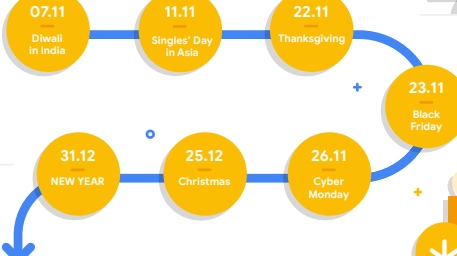 07.11
Diwali
in India
11.11
Singles' Day
in Asia
22.11
Thanksgiving
23.11
Black
Friday
26.11
Cyber
Monday
25.12
Christmas
31.12
NEW YEAR